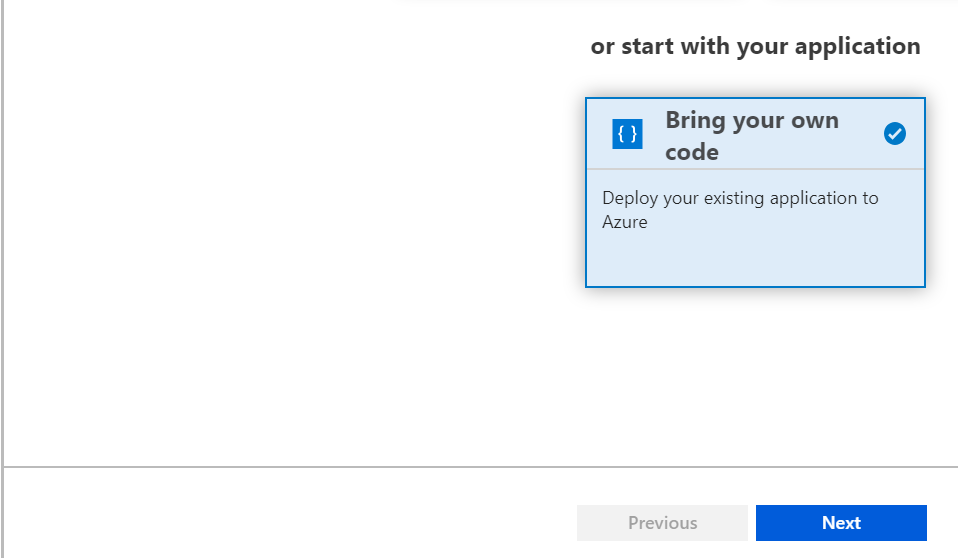 or start with your application
{ }
Bring your own
code
Deploy your existing application to
Azure
Previous
Next